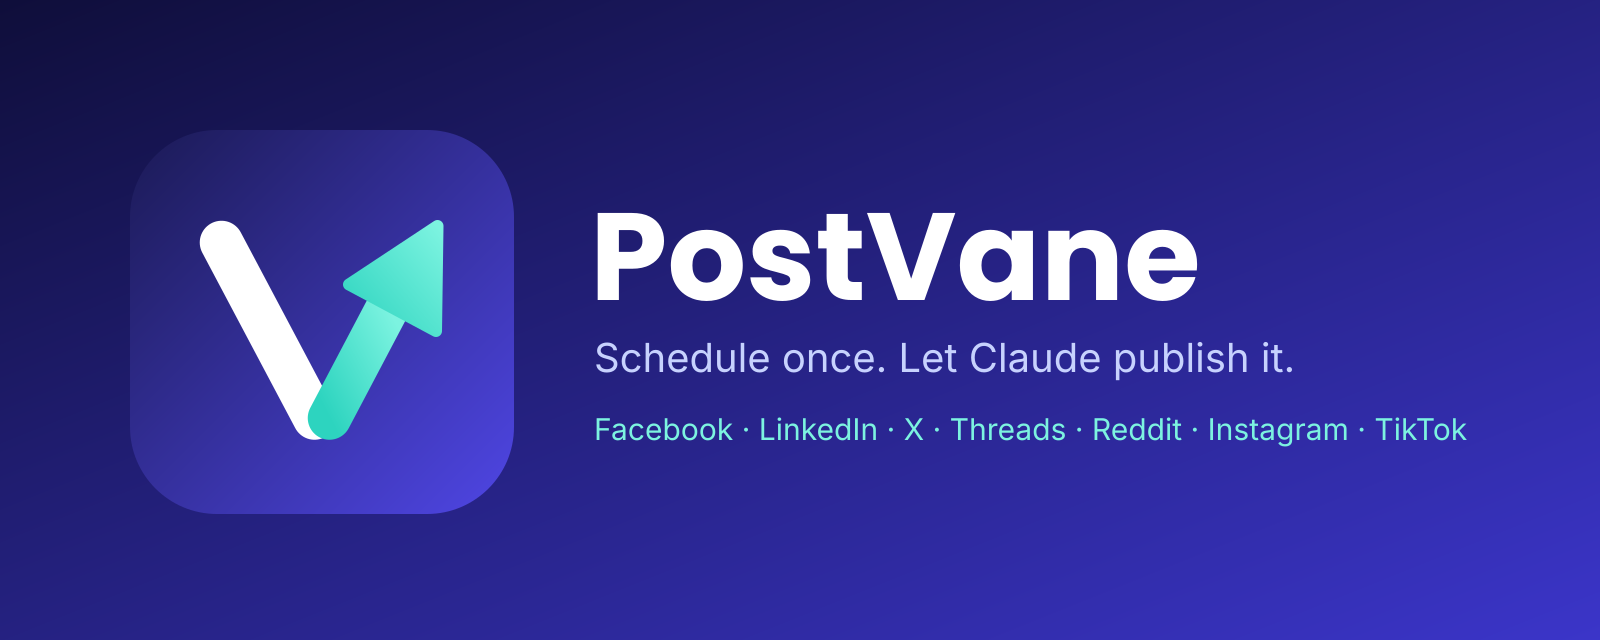 PostVane
Schedule once. Let Claude publish it.
Facebook · LinkedIn · X · Threads · Reddit · Instagram · TikTok